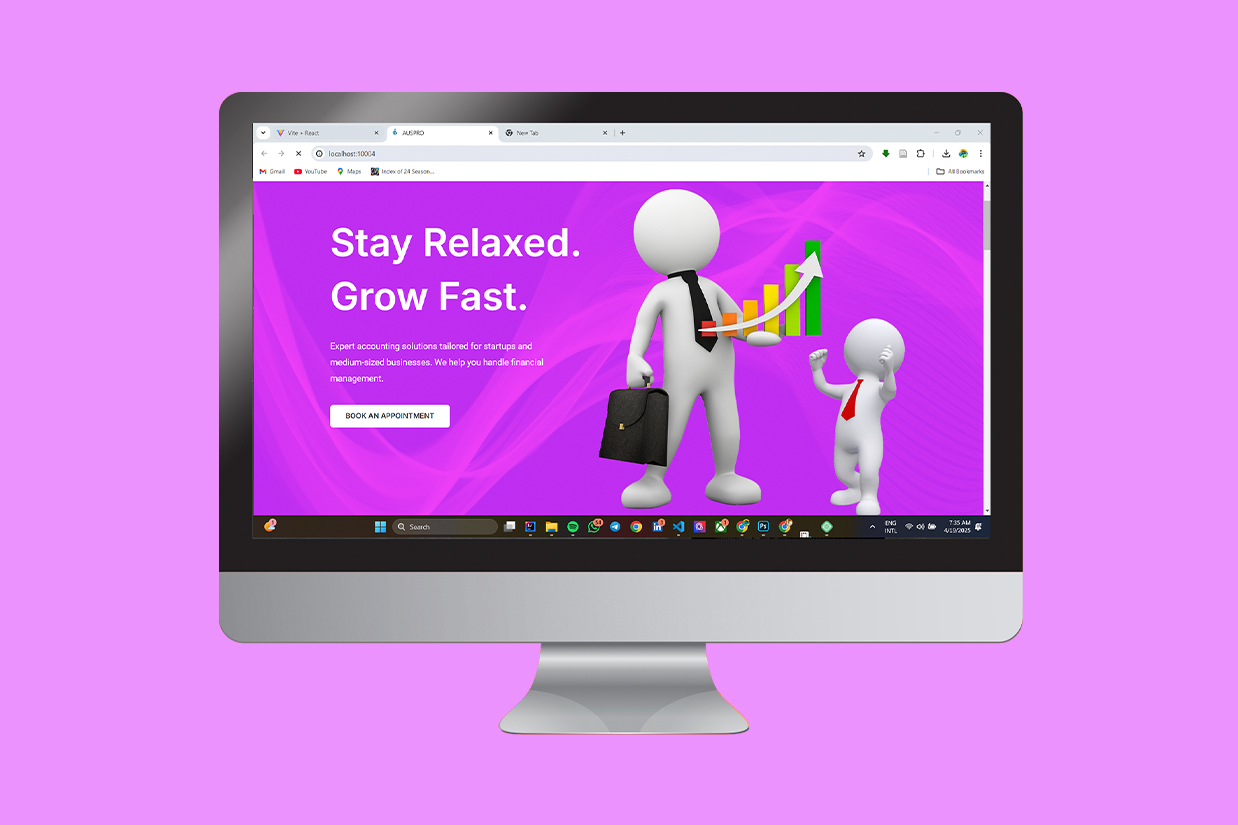 Vite + React
AUSPRO
New Tab
localhost:10004
Gmail
YouTube
Maps
Index of 24 Season...
All Bookmarks
Stay Relaxed.
Grow Fast.
Expert accounting solutions tailored for startups and
medium-sized businesses. We help you handle financial
management.
BOOK AN APPOINTMENT
Search
Ps
ENG
INTL
7:35 AM
4/19/2025